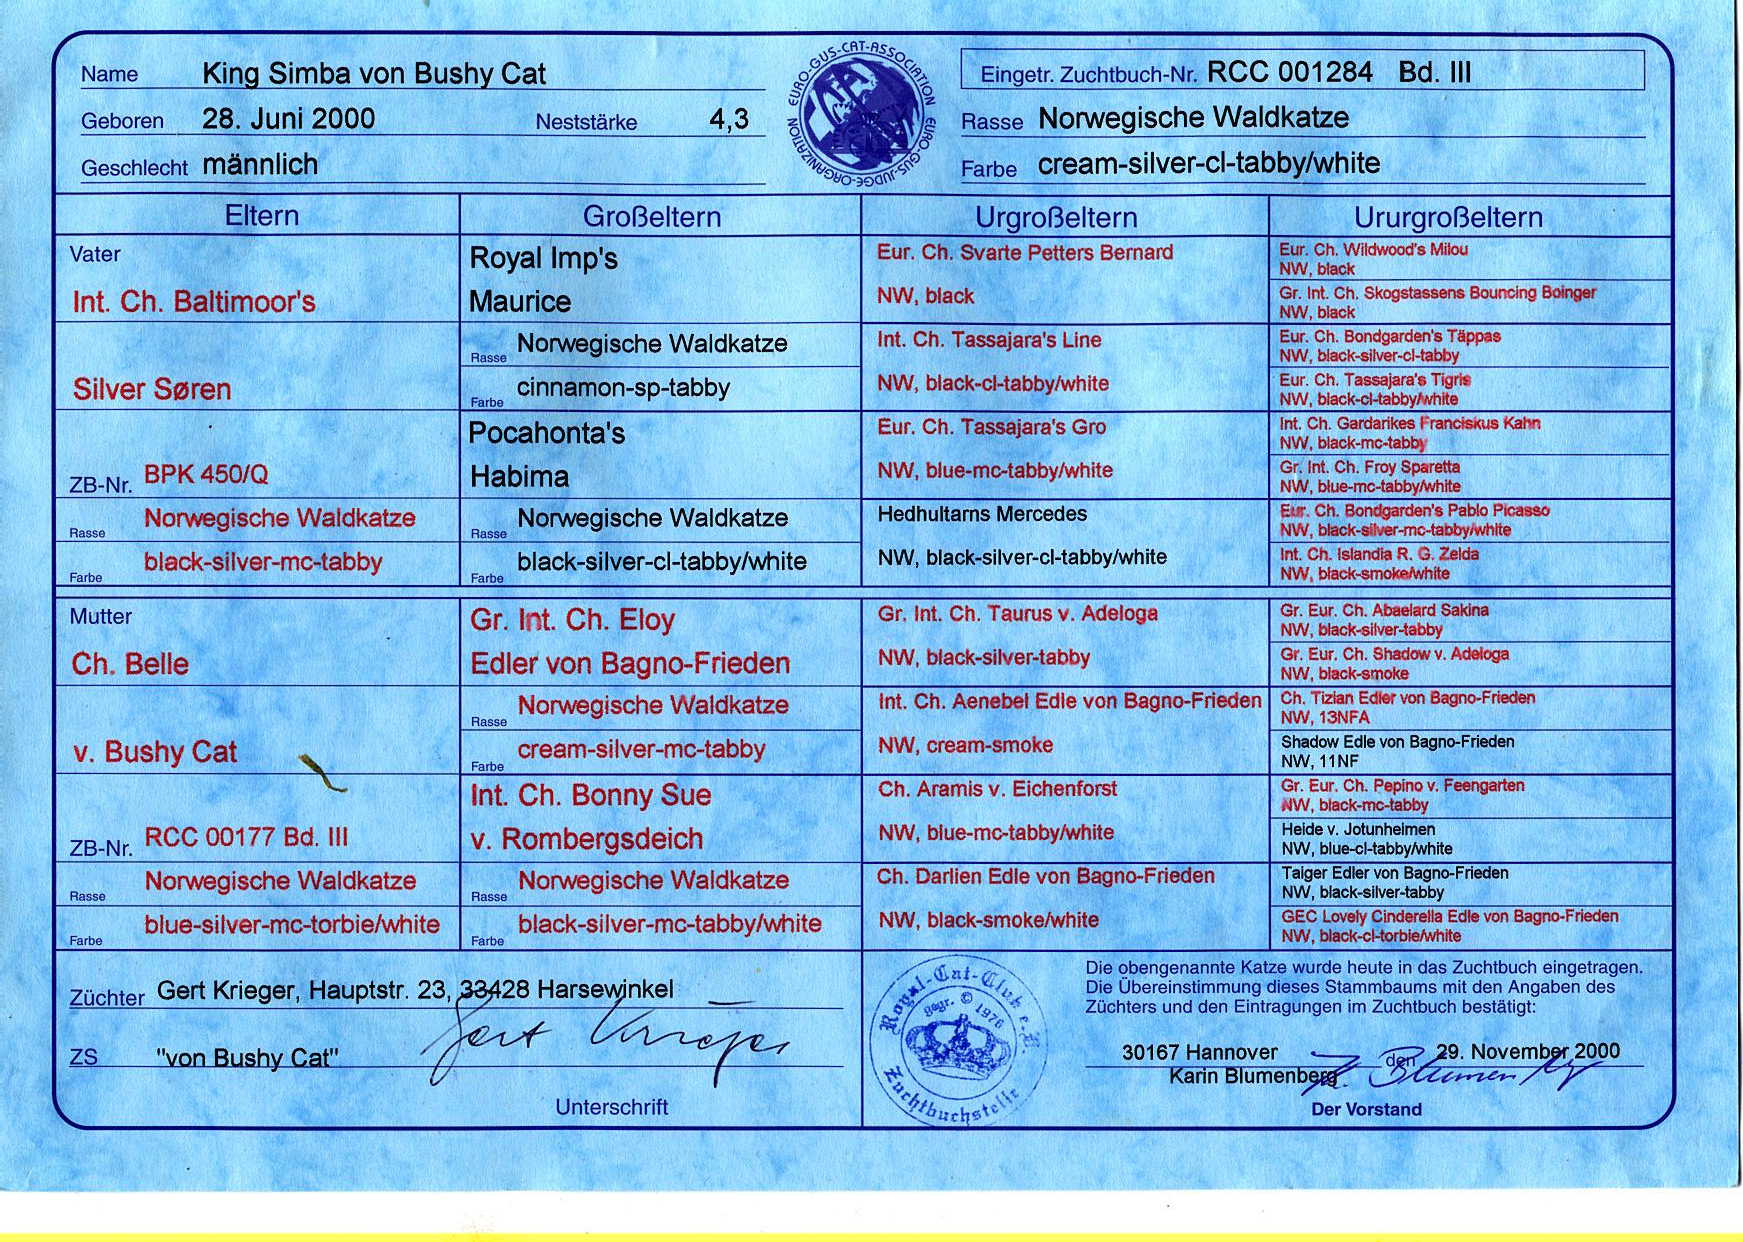 Name King Simba von Bushy Cat
Geboren 28. Juni 2000 Neststärke 4,3
Geschlecht männlich
EURO-GUS-CAT-ASSOCIATION
EURO-GUS-JUDGE-ORGANIZATION
Eingetr. Zuchtbuch-Nr. RCC 001284 Bd. III
Rasse Norwegische Waldkatze
Farbe cream-silver-cl-tabby/white
Eltern
Vater
Int. Ch. Baltimoor's
Silver Søren
ZB-Nr. BPK 450/Q
Rasse Norwegische Waldkatze
Farbe black-silver-mc-tabby
Mutter
Ch. Belle
v. Bushy Cat
ZB-Nr. RCC 00177 Bd. III
Rasse Norwegische Waldkatze
Farbe blue-silver-mc-torbie/white
Großeltern
Royal Imp's
Maurice
Rasse Norwegische Waldkatze
Farbe cinnamon-sp-tabby
Pocahonta's
Habima
Rasse Norwegische Waldkatze
Farbe black-silver-cl-tabby/white
Gr. Int. Ch. Eloy
Edler von Bagno-Frieden
Rasse Norwegische Waldkatze
Farbe cream-silver-mc-tabby
Int. Ch. Bonny Sue
v. Rombergsdeich
Rasse Norwegische Waldkatze
Farbe black-silver-mc-tabby/white
Urgroßeltern
Eur. Ch. Svarte Petters Bernard
NW, black
Int. Ch. Tassajara's Line
NW, black-cl-tabby/white
Eur. Ch. Tassajara's Gro
NW, blue-mc-tabby/white
Hedhultarns Mercedes
NW, black-silver-cl-tabby/white
Gr. Int. Ch. Taurus v. Adeloga
NW, black-silver-tabby
Int. Ch. Aenebel Edle von Bagno-Frieden
NW, cream-smoke
Ch. Aramis v. Eichenforst
NW, blue-mc-tabby/white
Ch. Darlien Edle von Bagno-Frieden
NW, black-smoke/white
Ururgroßeltern
Eur. Ch. Wildwood's Milou
NW, black
Gr. Int. Ch. Skogstassens Bouncing Boinger
NW, black
Eur. Ch. Bondgarden's Täppas
NW, black-silver-cl-tabby
Eur. Ch. Tassajara's Tigris
NW, black-cl-tabby/white
Int. Ch. Gardarikes Franciskus Kahn
NW, black-mc-tabby
Gr. Int. Ch. Froy Sparetta
NW, blue-mc-tabby/white
Eur. Ch. Bondgarden's Pablo Picasso
NW, black-silver-mc-tabby/white
Int. Ch. Islandia R. G. Zelda
NW, black-smoke/white
Gr. Eur. Ch. Abaelard Sakina
NW, black-silver-tabby
Gr. Eur. Ch. Shadow v. Adeloga
NW, black-smoke
Ch. Tizian Edler von Bagno-Frieden
NW, 13NFA
Shadow Edle von Bagno-Frieden
NW, 11NF
Gr. Eur. Ch. Pepino v. Feengarten
NW, black-mc-tabby
Heide v. Jotunheimen
NW, blue-cl-tabby/white
Taiger Edler von Bagno-Frieden
NW, black-silver-tabby
GEC Lovely Cinderella Edle von Bagno-Frieden
NW, black-cl-torbie/white
Züchter Gert Krieger, Hauptstr. 23, 33428 Harsewinkel
Gert Krieger
ZS "von Bushy Cat"
Unterschrift
Royal-Cat-Club e.V.
gegr. © 1976
Zuchtbuchstelle
Die obengenannte Katze wurde heute in das Zuchtbuch eingetragen.
Die Übereinstimmung dieses Stammbaums mit den Angaben des
Züchters und den Eintragungen im Zuchtbuch bestätigt:
30167 Hannover den 29. November 2000
Karin Blumenberg K. Blumenberg
Der Vorstand